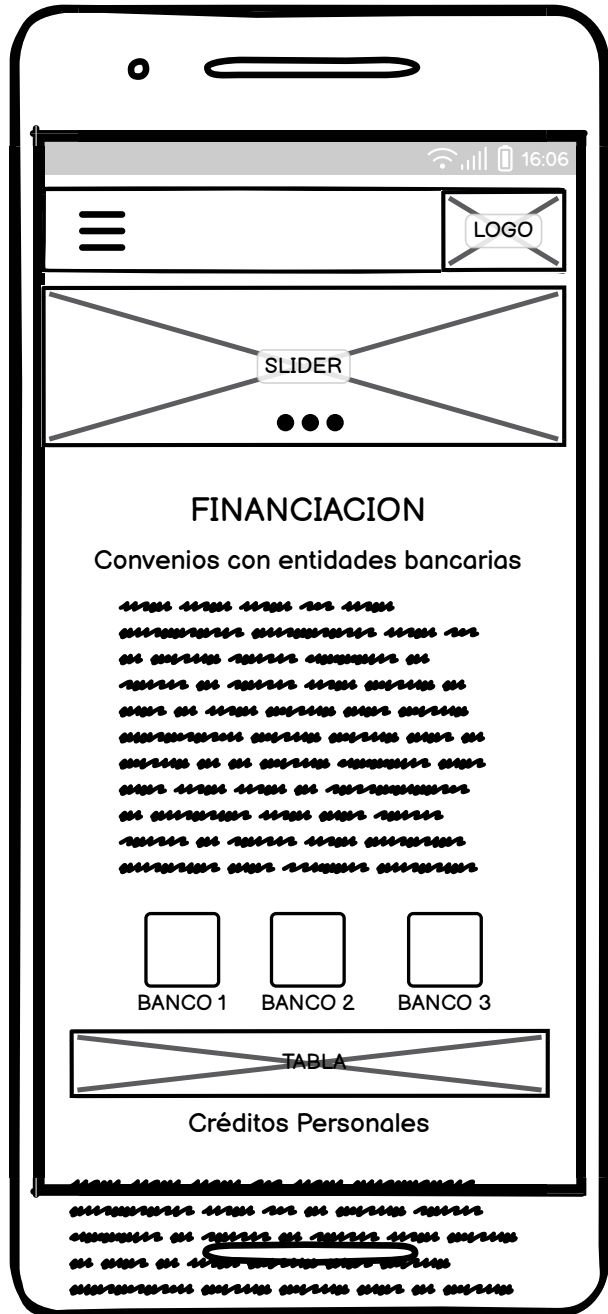 16:06
LOGO
SLIDER
FINANCIACION
Convenios con entidades bancarias
BANCO 1 BANCO 2 BANCO 3
TABLA
Créditos Personales